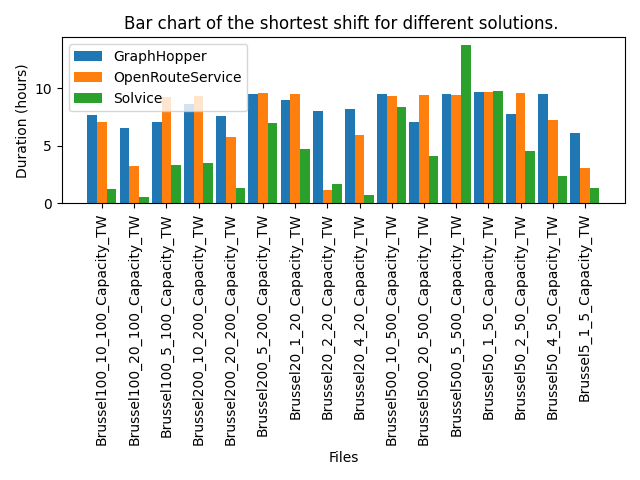 Bar chart of the shortest shift for different solutions.
GraphHopper
OpenRouteService
Solvice
Duration (hours)
10
5
0
Brussel100_10_100_Capacity_TW
Brussel100_20_100_Capacity_TW
Brussel100_5_100_Capacity_TW
Brussel200_10_200_Capacity_TW
Brussel200_20_200_Capacity_TW
Brussel200_5_200_Capacity_TW
Brussel20_1_20_Capacity_TW
Brussel20_2_20_Capacity_TW
Brussel20_4_20_Capacity_TW
Brussel500_10_500_Capacity_TW
Brussel500_20_500_Capacity_TW
Brussel500_5_500_Capacity_TW
Brussel50_1_50_Capacity_TW
Brussel50_2_50_Capacity_TW
Brussel50_4_50_Capacity_TW
Brussel5_1_5_Capacity_TW
Files